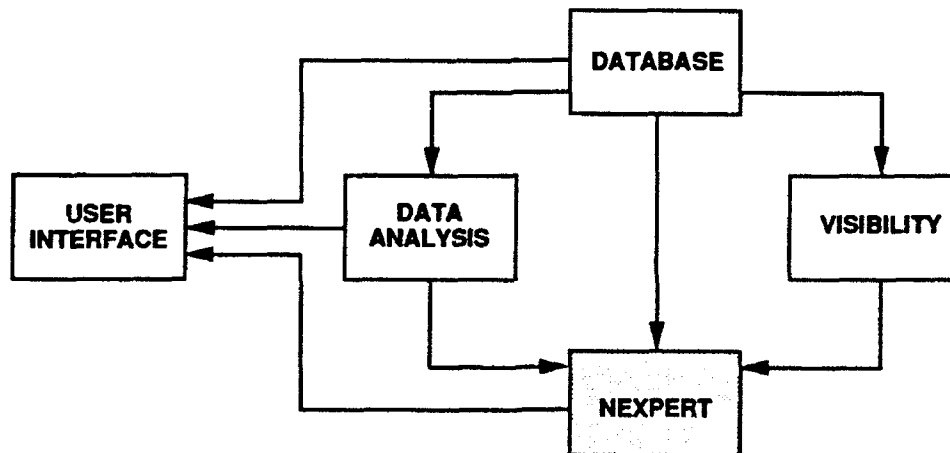 DATABASE
USER
INTERFACE
DATA
ANALYSIS
VISIBILITY
NEXPERT